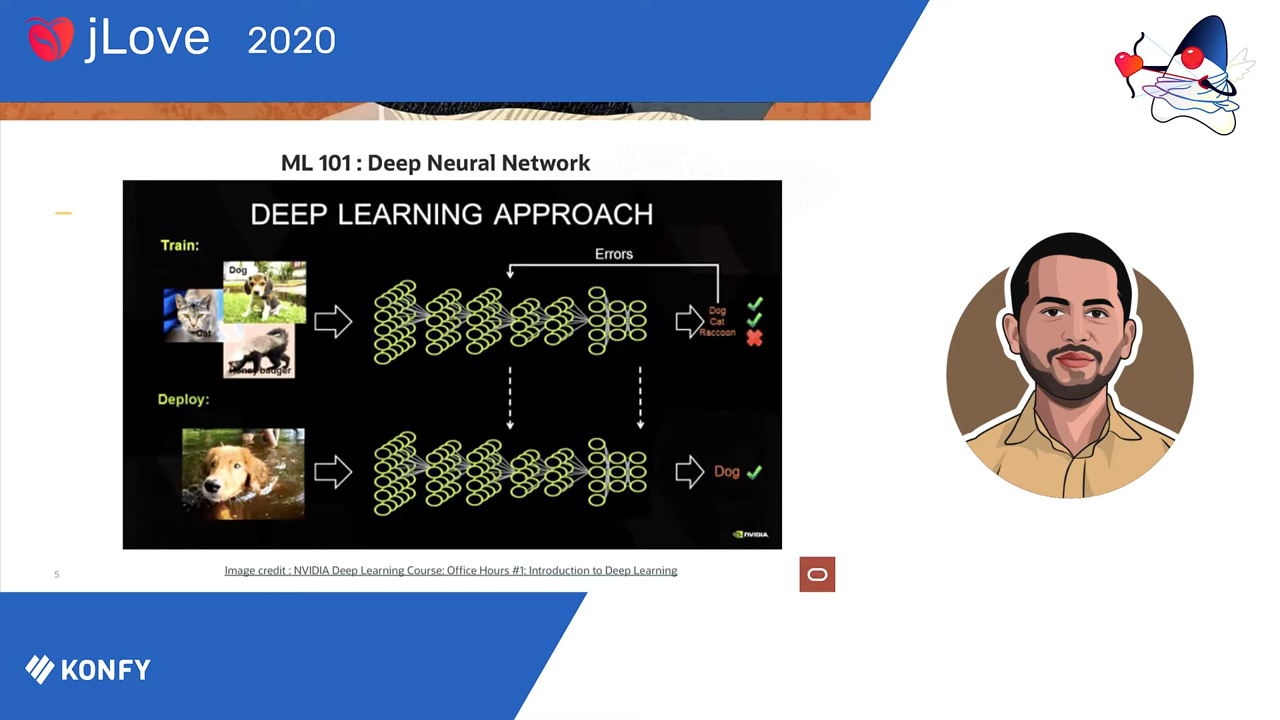 jLove 2020
ML 101 : Deep Neural Network
DEEP LEARNING APPROACH
Train:
Errors
Dog
Cat
Honey badger
Dog
Cat
Raccoon
Deploy:
Dog
NVIDIA
Image credit : NVIDIA Deep Learning Course: Office Hours #1: Introduction to Deep Learning
5
KONFY